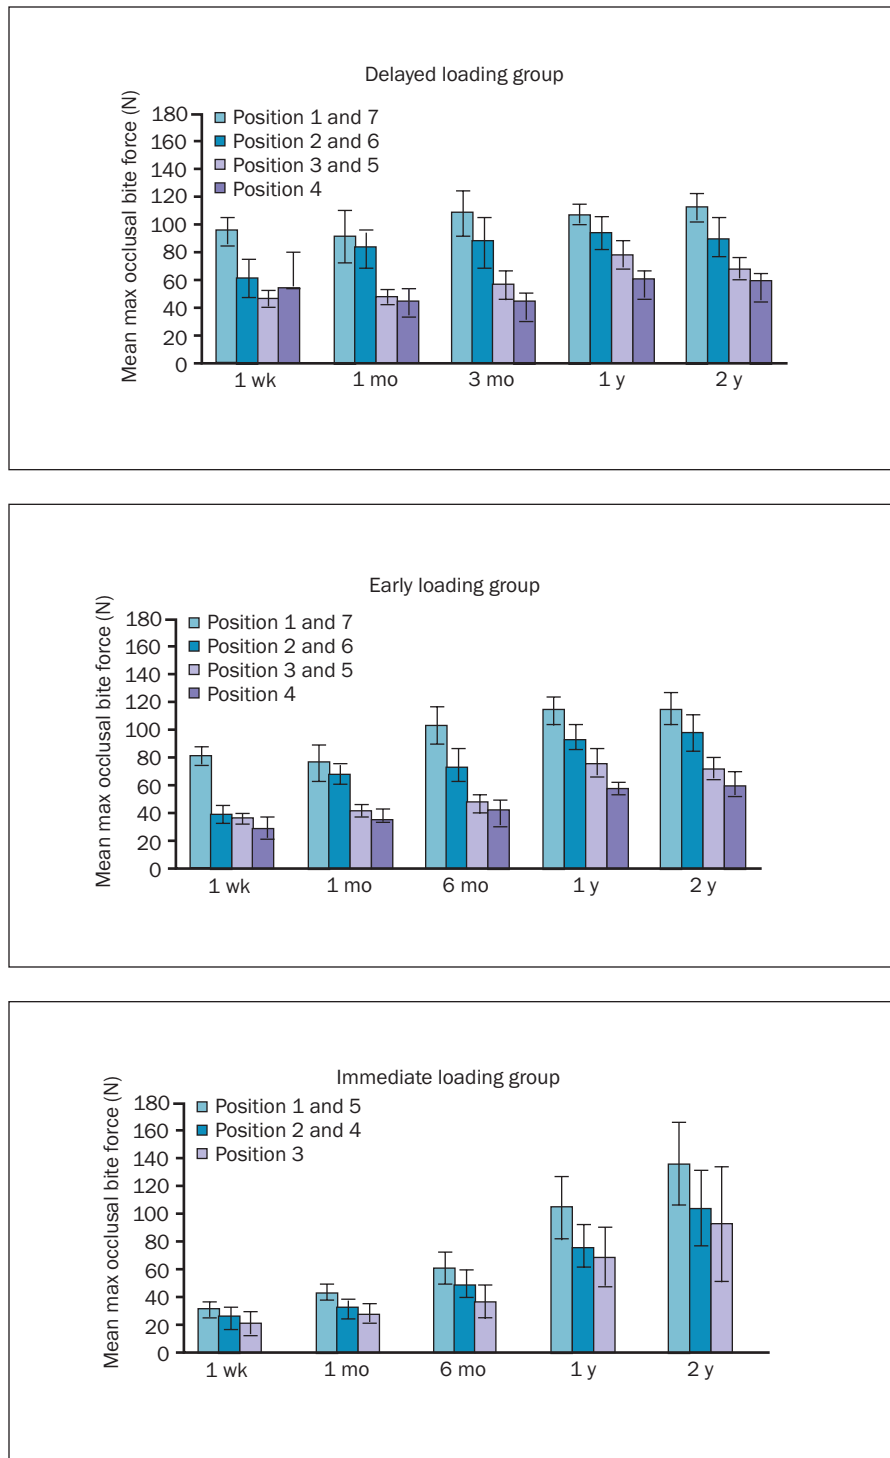 Delayed loading group
Mean max occlusal bite force (N)
180
160
140
120
100
80
60
40
20
0
Position 1 and 7
Position 2 and 6
Position 3 and 5
Position 4
1 wk 1 mo 3 mo 1 y 2 y
Early loading group
Mean max occlusal bite force (N)
180
160
140
120
100
80
60
40
20
0
Position 1 and 7
Position 2 and 6
Position 3 and 5
Position 4
1 wk 1 mo 6 mo 1 y 2 y
Immediate loading group
Mean max occlusal bite force (N)
180
160
140
120
100
80
60
40
20
0
Position 1 and 5
Position 2 and 4
Position 3
1 wk 1 mo 6 mo 1 y 2 y